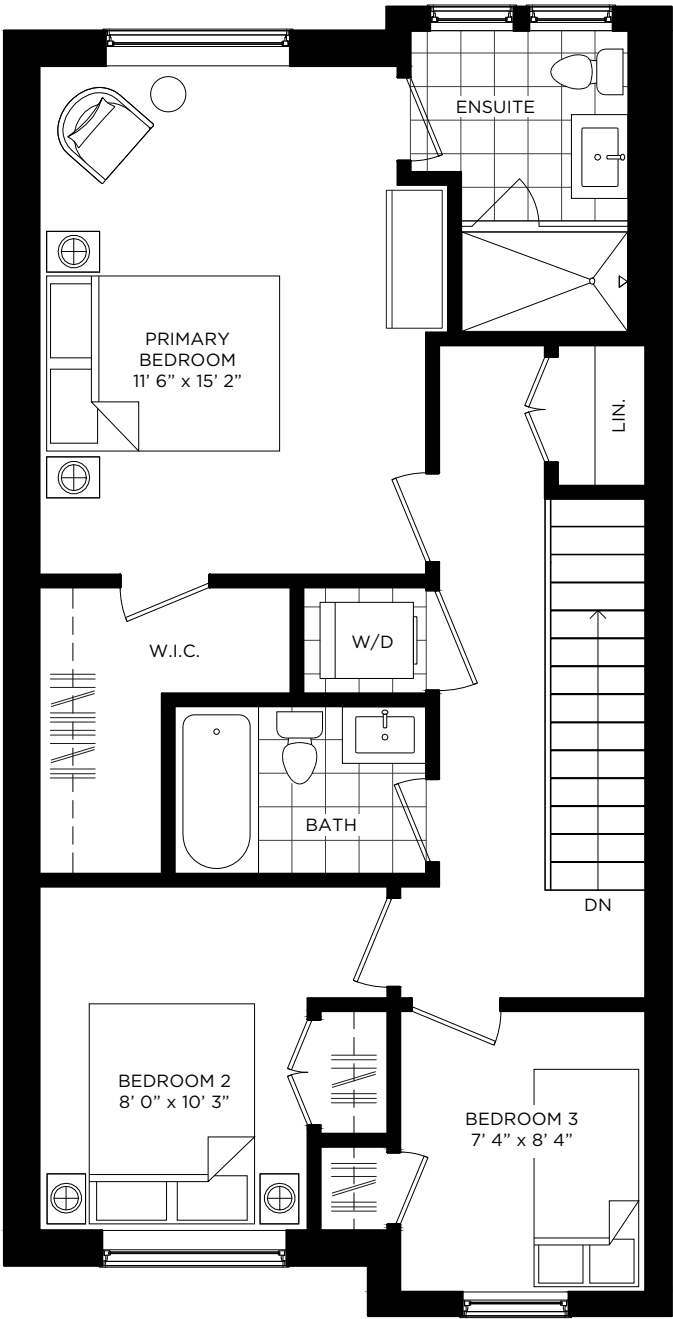 ENSUITE
PRIMARY
BEDROOM
11’ 6” x 15’ 2”
LIN.
W.I.C.
W/D
BATH
DN
BEDROOM 2
8’ 0” x 10’ 3”
BEDROOM 3
7’ 4” x 8’ 4”